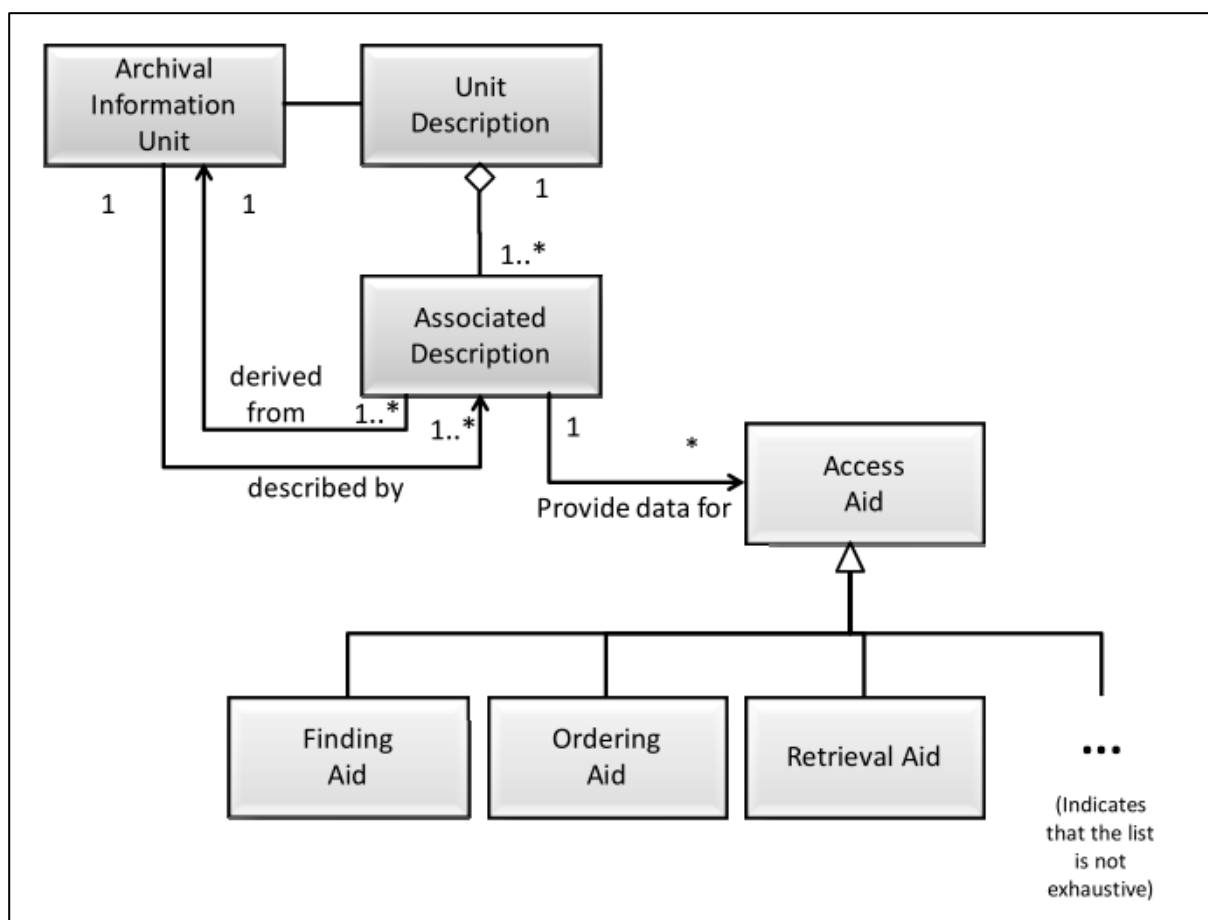 Archival
Information
Unit
Unit
Description
1
1
1
1..*
Associated
Description
derived
from
1..*
1..*
described by
1
*
Provide data for
Access
Aid
Finding
Aid
Ordering
Aid
Retrieval Aid
...
(Indicates
that the list
is not
exhaustive)